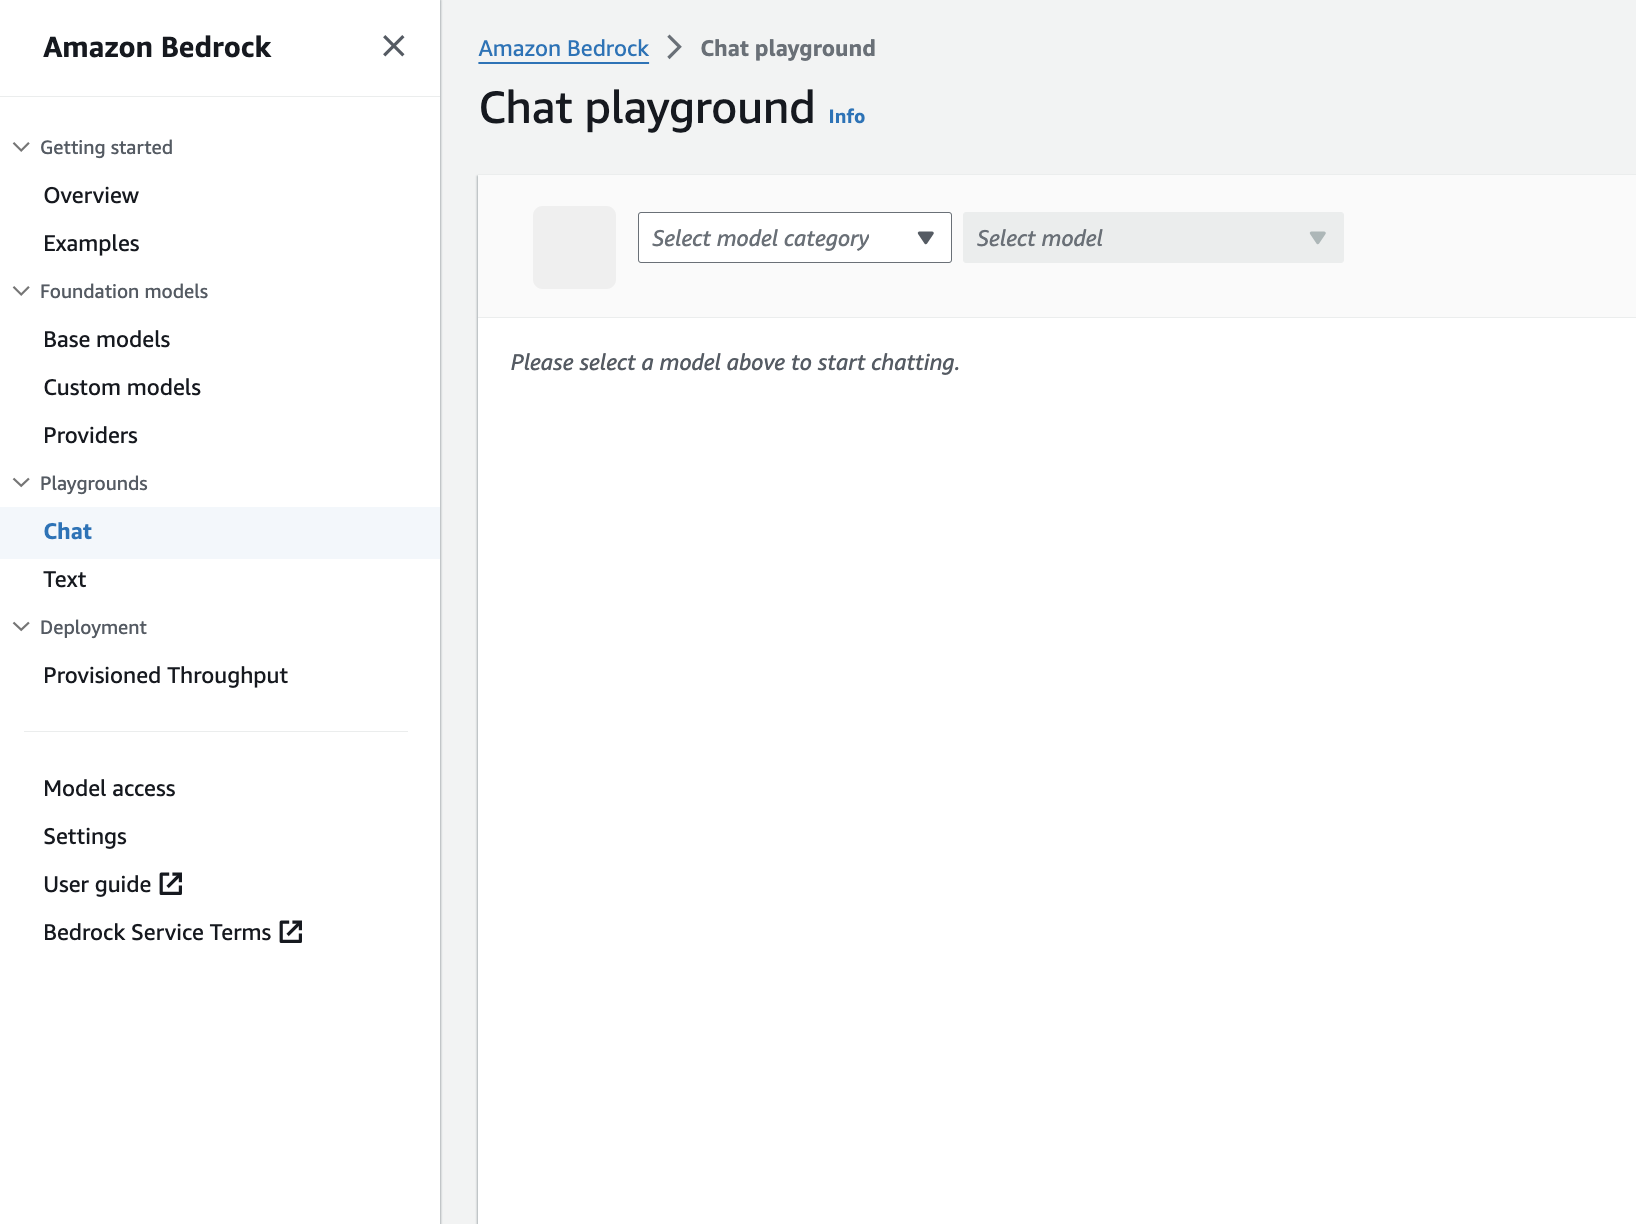 Amazon Bedrock
Getting started
Overview
Examples
Foundation models
Base models
Custom models
Providers
Playgrounds
Chat
Text
Deployment
Provisioned Throughput
Model access
Settings
User guide
Bedrock Service Terms
Amazon Bedrock > Chat playground
Chat playground Info
Select model category Select model
Please select a model above to start chatting.